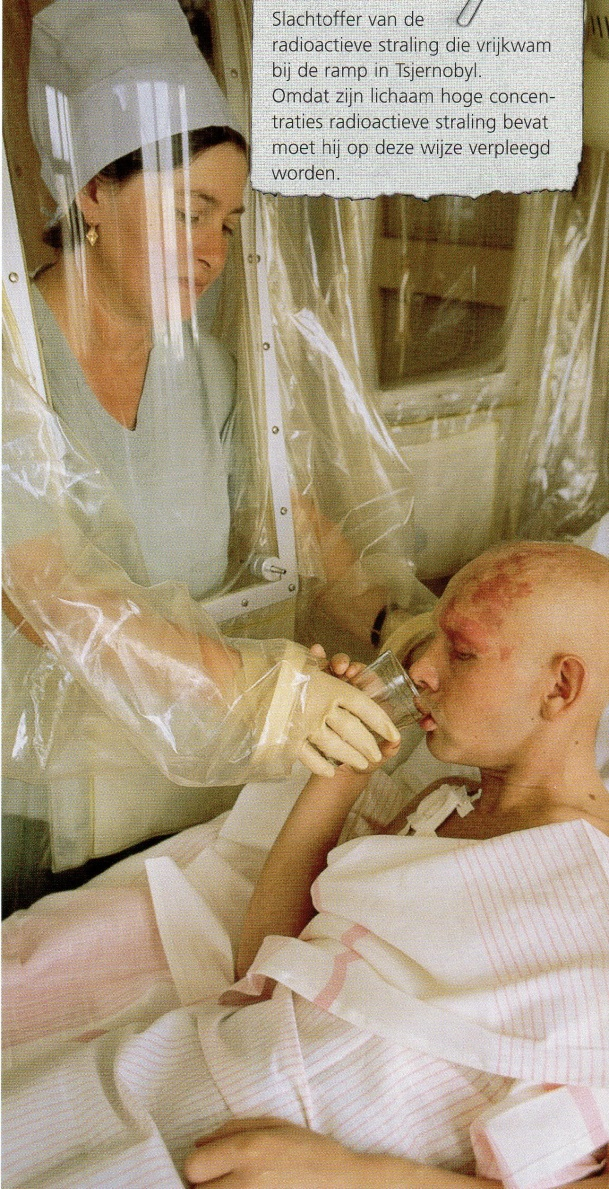 Slachtoffer van de
radioactieve straling die vrijkwam
bij de ramp in Tsjernobyl.
Omdat zijn lichaam hoge concen-
traties radioactieve straling bevat
moet hij op deze wijze verpleegd
worden.